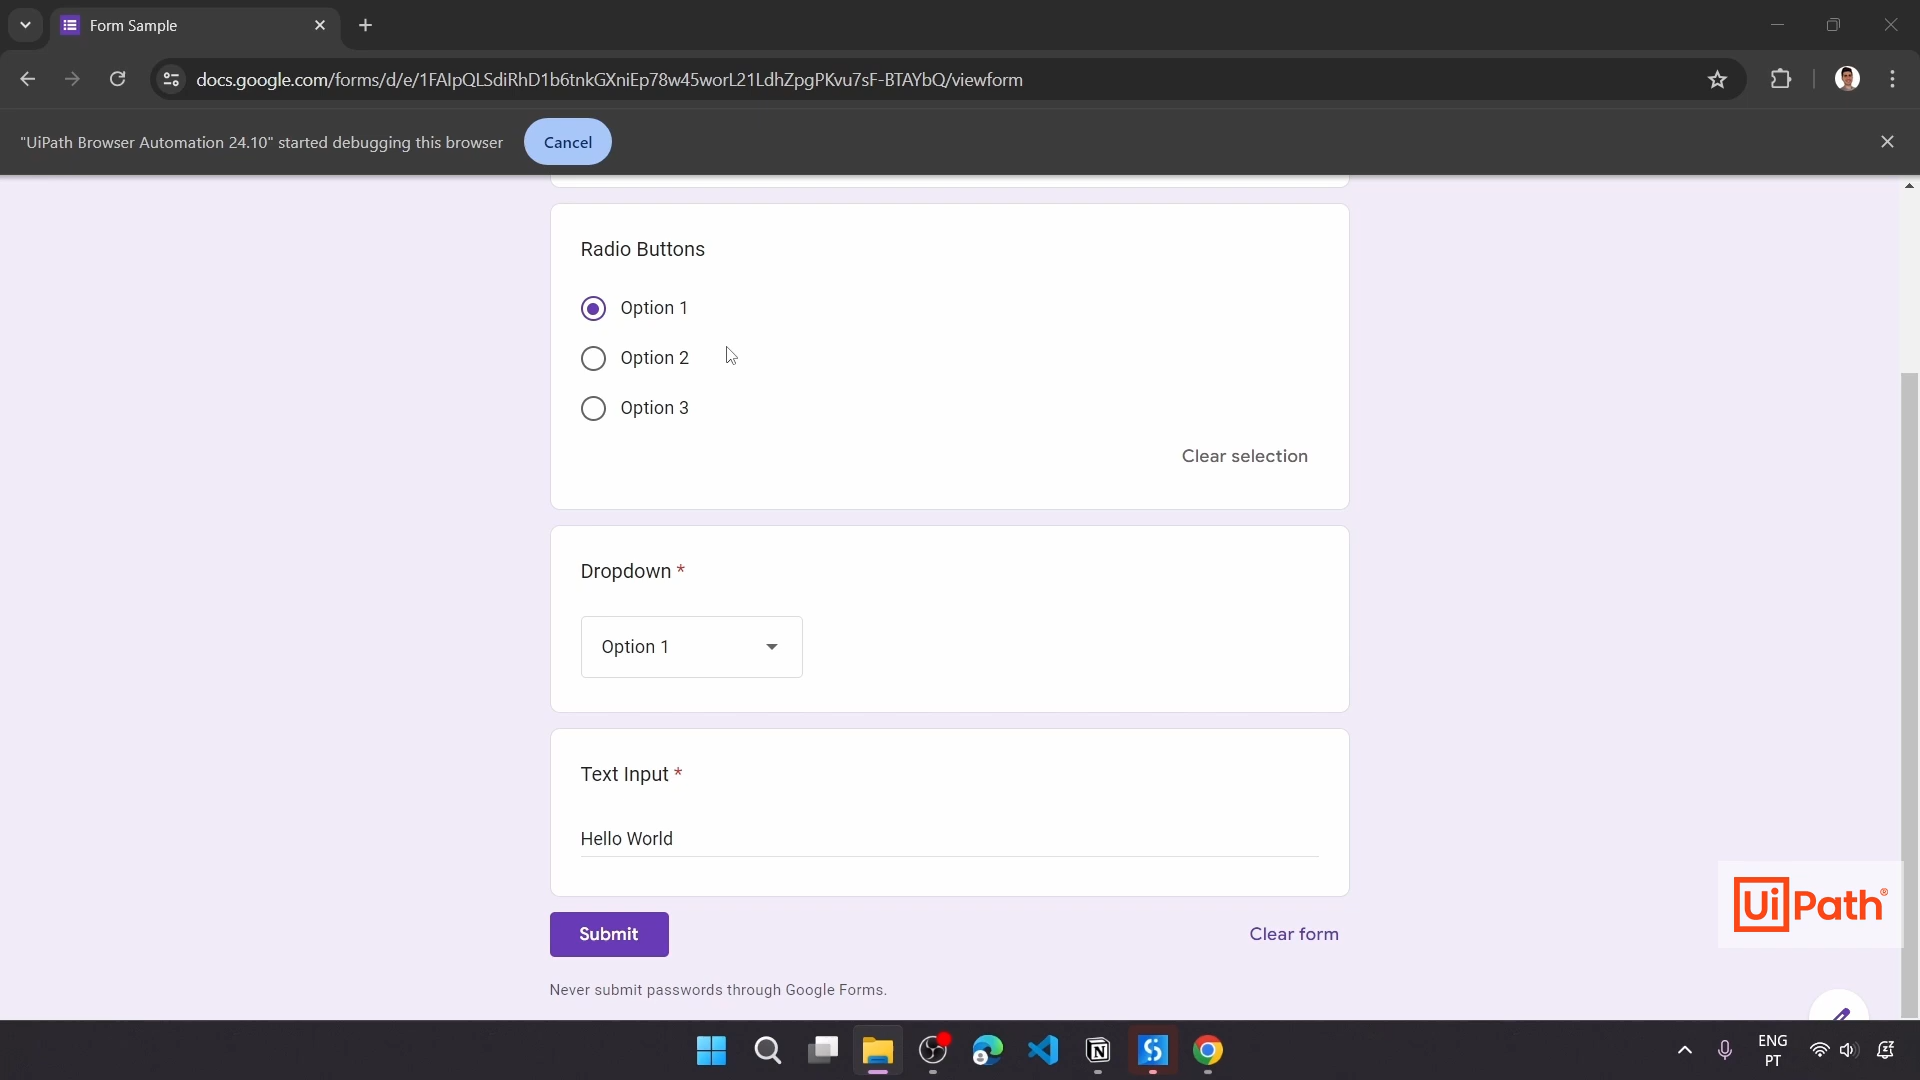 Form Sample
docs.google.com/forms/d/e/1FAIpQLSdiRhD1b6tnkGXniEp78w45worL21LdhZpgPKvu7sF-BTAYbQ/viewform
"UiPath Browser Automation 24.10" started debugging this browser
Cancel
Radio Buttons
Option 1
Option 2
Option 3
Clear selection
Dropdown *
Option 1
Text Input *
Hello World
UiPath®
Submit
Clear form
Never submit passwords through Google Forms.
ENG
PT